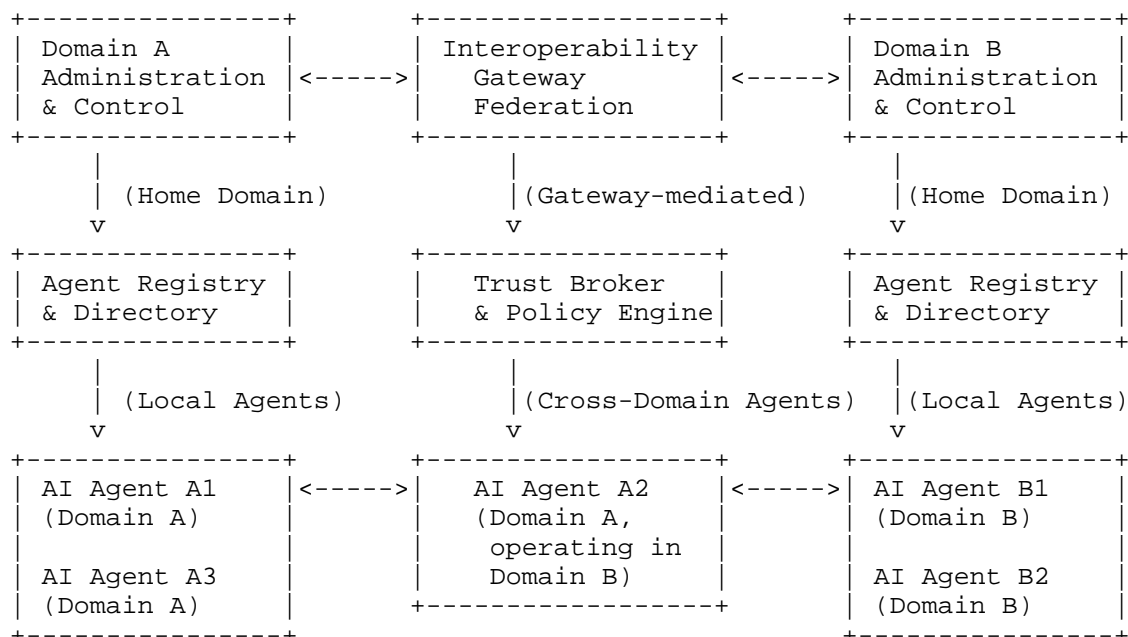 Domain A
Administration
& Control
Interoperability
Gateway
Federation
Domain B
Administration
& Control
(Home Domain)
(Gateway-mediated)
(Home Domain)
Agent Registry
& Directory
Trust Broker
& Policy Engine
Agent Registry
& Directory
(Local Agents)
(Cross-Domain Agents)
(Local Agents)
AI Agent A1
(Domain A)
AI Agent A3
(Domain A)
AI Agent A2
(Domain A,
operating in
Domain B)
AI Agent B1
(Domain B)
AI Agent B2
(Domain B)